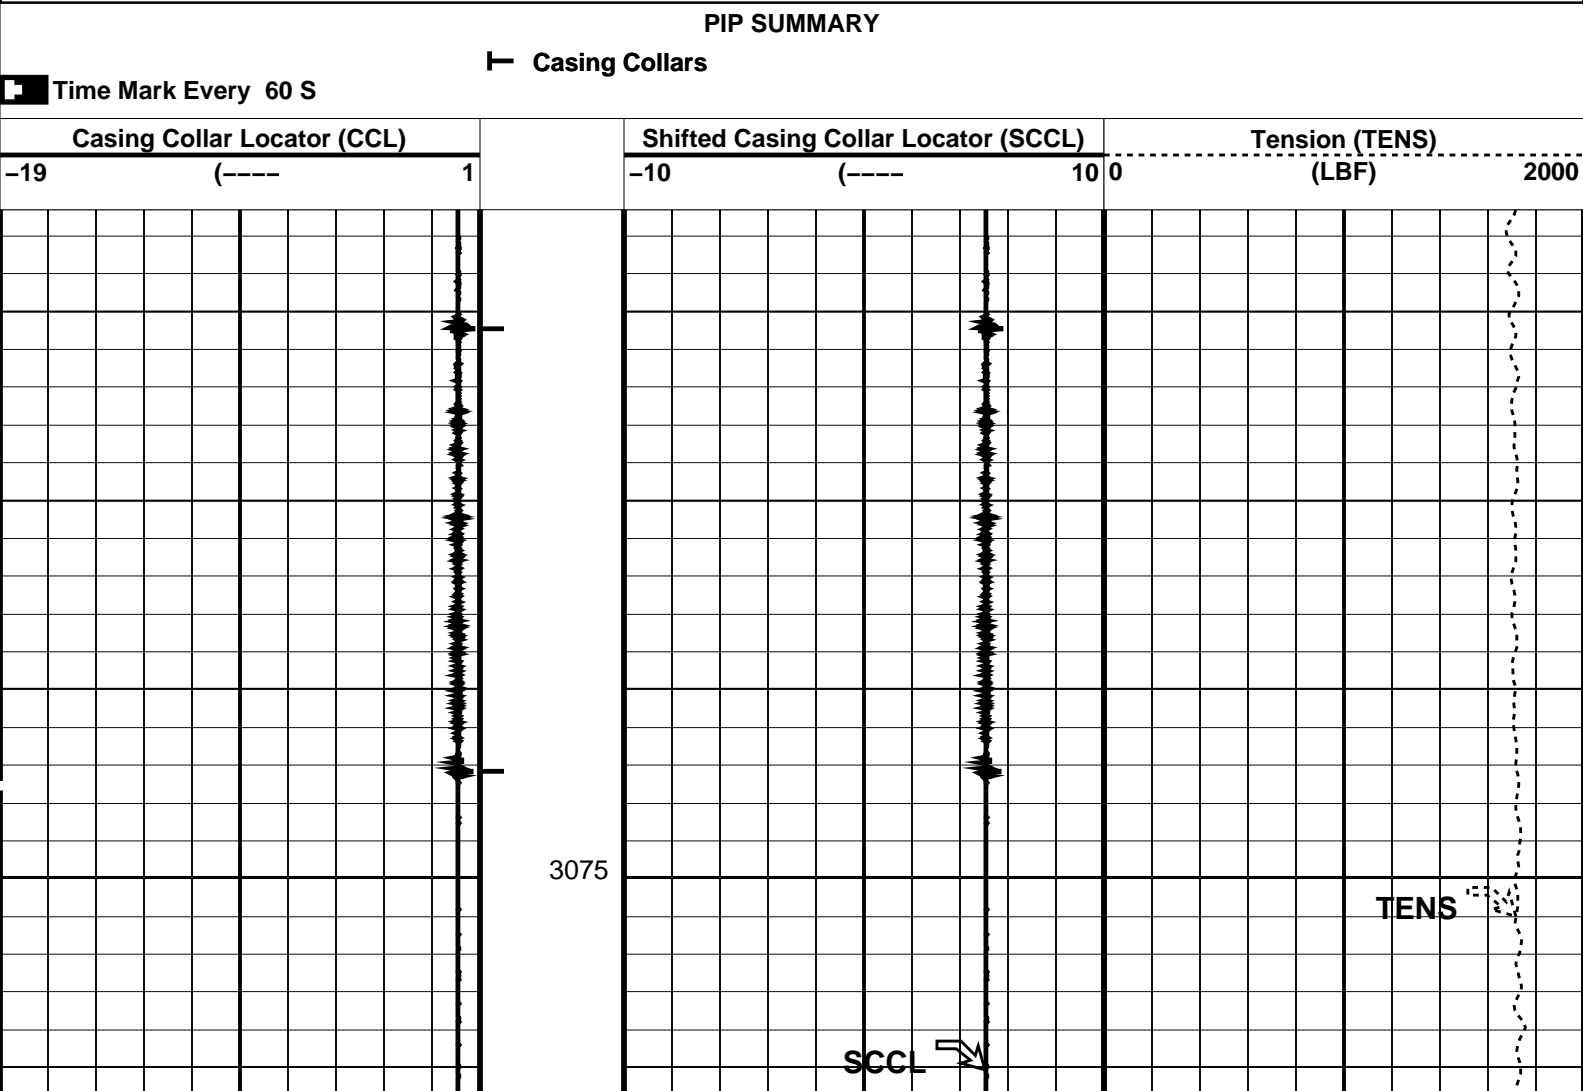 PIP SUMMARY
Casing Collars
Time Mark Every 60 S
Casing Collar Locator (CCL)
–19 (–––– 1
Shifted Casing Collar Locator (SCCL)
–10 (–––– 10
Tension (TENS)
0 (LBF) 2000
3075
TENS
SCCL